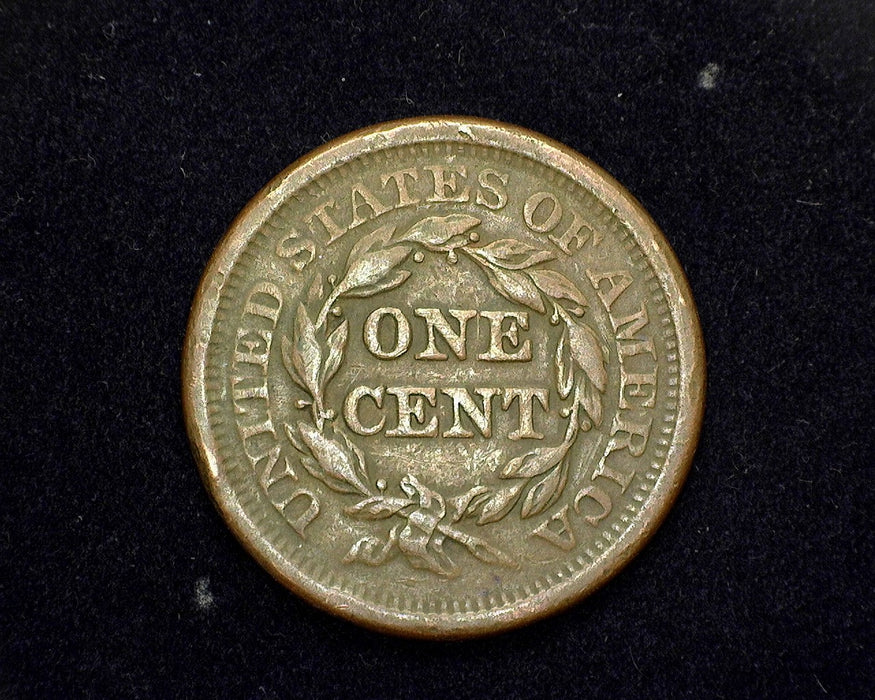 UNITED STATES OF AMERICA
ONE
CENT